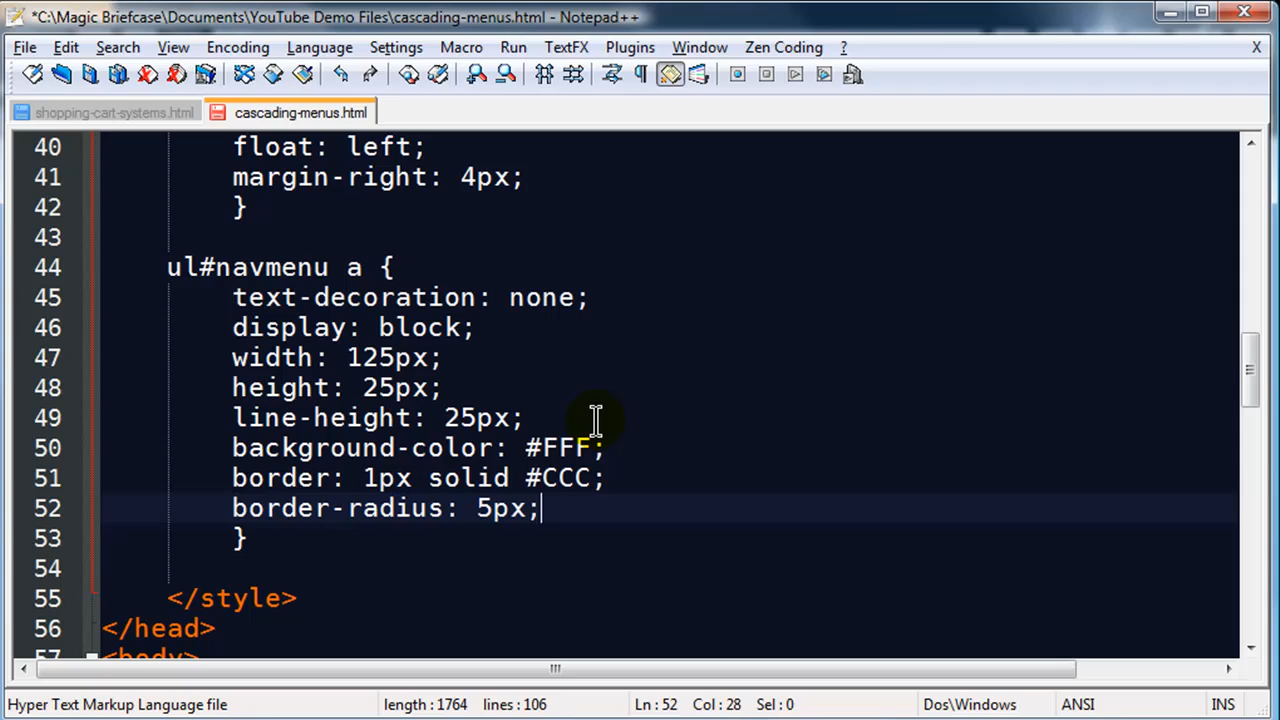 *C:\Magic Briefcase\Documents\YouTube Demo Files\cascading-menus.html - Notepad++
File Edit Search View Encoding Language Settings Macro Run TextFX Plugins Window Zen Coding ? X
shopping-cart-systems.html cascading-menus.html
40 float: left;
41 margin-right: 4px;
42 }
43
44 ul#navmenu a {
45 text-decoration: none;
46 display: block;
47 width: 125px;
48 height: 25px;
49 line-height: 25px;
50 background-color: #FFF;
51 border: 1px solid #CCC;
52 border-radius: 5px;
53 }
54
55 </style>
56 </head>
57 <body>
Hyper Text Markup Language file length : 1764 lines : 106 Ln : 52 Col : 28 Sel : 0 Dos\Windows ANSI INS